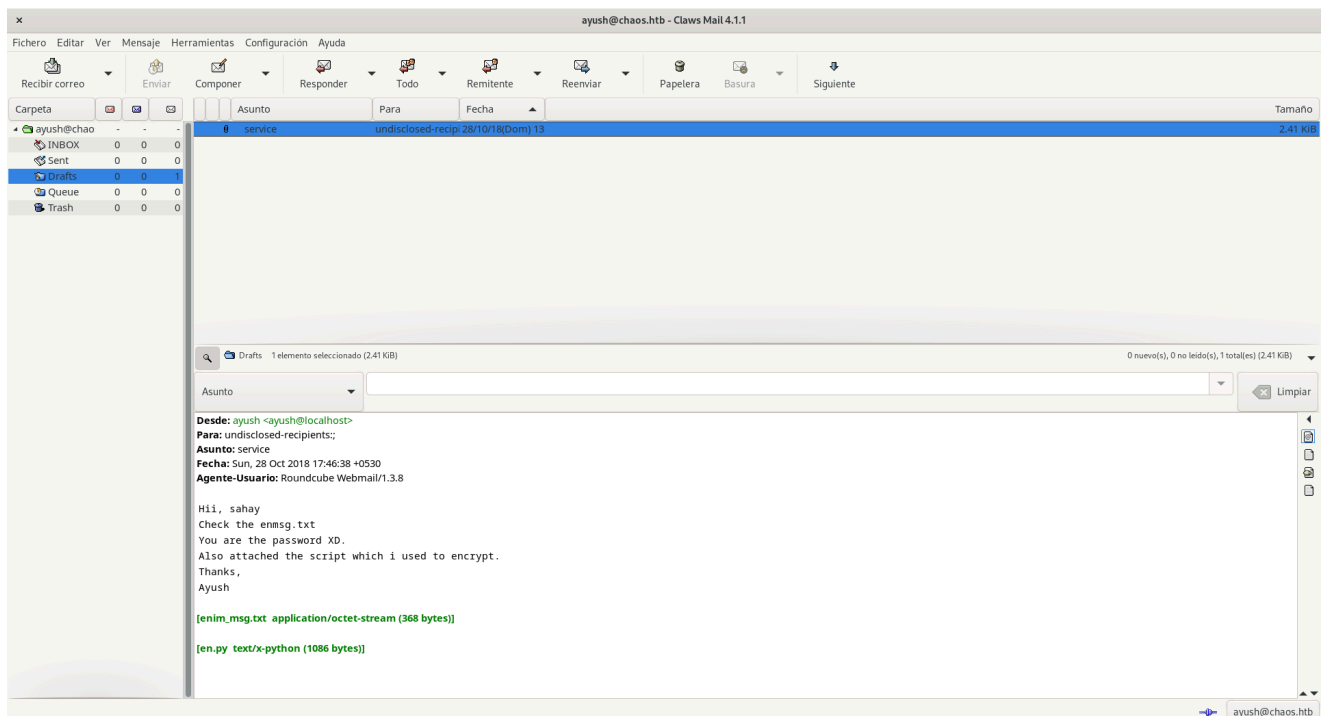 ayush@chaos.htb - Claws Mail 4.1.1
Fichero Editar Ver Mensaje Herramientas Configuración Ayuda
Recibir correo Enviar Componer Responder Todo Remitente Reenviar Papelera Basura Siguiente
Carpeta Asunto Para Fecha Tamaño
ayush@chao - - -
service undisclosed-recipi 28/10/18(Dom) 13 2.41 KiB
INBOX 0 0 0
Sent 0 0 0
Drafts 0 0 1
Queue 0 0 0
Trash 0 0 0
Drafts 1 elemento seleccionado (2.41 KiB) 0 nuevo(s), 0 no leído(s), 1 total(es) (2.41 KiB)
Asunto Limpiar
Desde: ayush <ayush@localhost>
Para: undisclosed-recipients:;
Asunto: service
Fecha: Sun, 28 Oct 2018 17:46:38 +0530
Agente-Usuario: Roundcube Webmail/1.3.8
Hii, sahay
Check the enmsg.txt
You are the password XD.
Also attached the script which i used to encrypt.
Thanks,
Ayush
[enim_msg.txt application/octet-stream (368 bytes)]
[en.py text/x-python (1086 bytes)]
ayush@chaos.htb